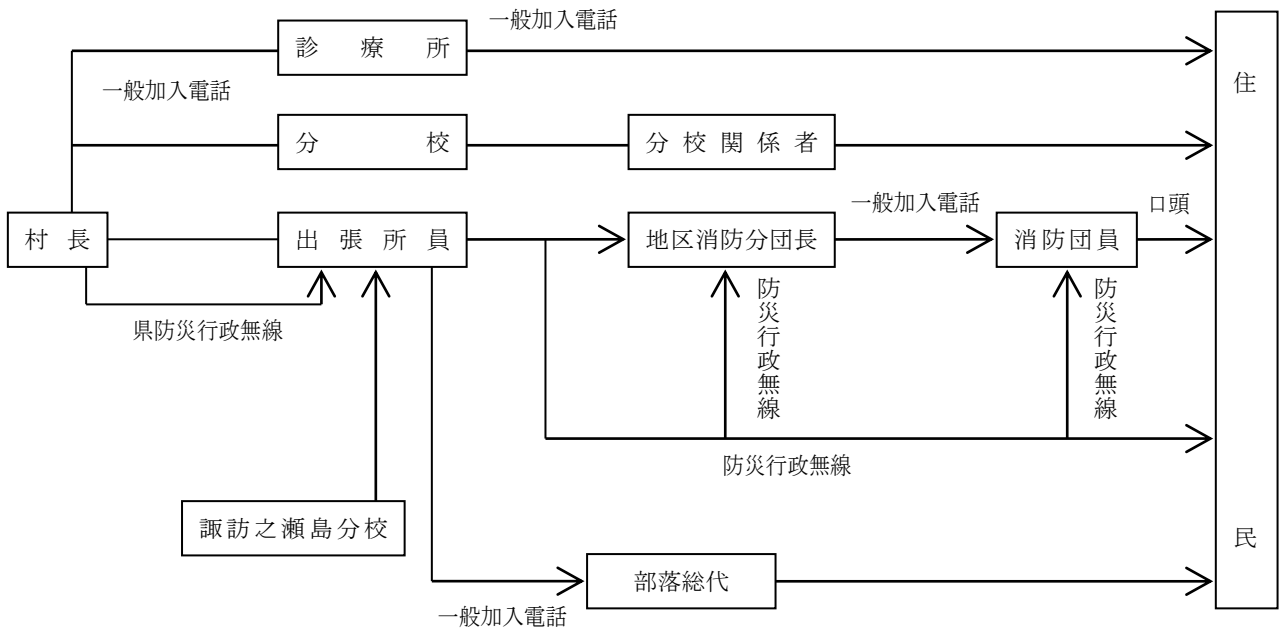 一般加入電話
診療所
一般加入電話
住民
分校
分校関係者
一般加入電話
口頭
村長
出張所員
地区消防分団長
消防団員
防災行政無線
防災行政無線
県防災行政無線
防災行政無線
諏訪之瀬島分校
部落総代
一般加入電話